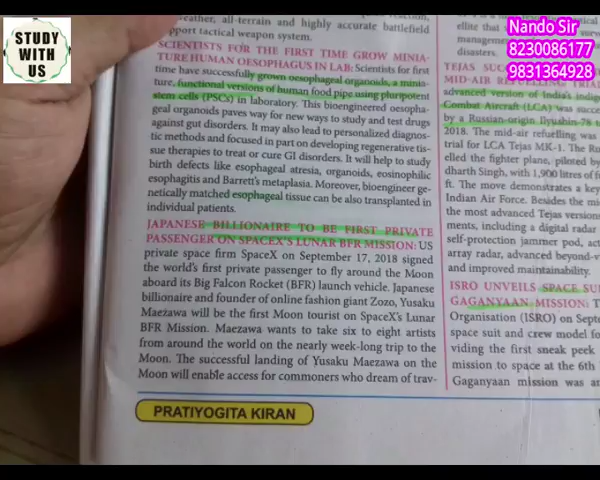 STUDY
WITH
US
Nando Sir
8230086177
9831364928
weather, all-terrain and highly accurate battlefield
support tactical weapon system.
SCIENTISTS FOR THE FIRST TIME GROW MINIA-
TURE HUMAN OESOPHAGUS IN LAB: Scientists for first
time have successfully grown oesophageal organoids, a minia-
ture, functional versions of human food pipe using pluripotent
stem cells (PSCs) in laboratory. This bioengineered oesopha-
geal organoids paves way for new ways to study and test drugs
against gut disorders. It may also lead to personalized diagnos-
tic methods and focused in part on developing regenerative tis-
sue therapies to treat or cure GI disorders. It will help to study
birth defects like esophageal atresia, organoids, eosinophilic
esophagitis and Barrett's metaplasia. Moreover, bioengineer ge-
netically matched esophageal tissue can be also transplanted in
individual patients.
JAPANESE BILLIONAIRE TO BE FIRST PRIVATE
PASSENGER ON SPACEX'S LUNAR BFR MISSION: US
private space firm SpaceX on September 17, 2018 signed
the world's first private passenger to fly around the Moon
aboard its Big Falcon Rocket (BFR) launch vehicle. Japanese
billionaire and founder of online fashion giant Zozo, Yusaku
Maezawa will be the first Moon tourist on SpaceX's Lunar
BFR Mission. Maezawa wants to take six to eight artists
from around the world on the nearly week-long trip to the
Moon. The successful landing of Yusaku Maezawa on the
Moon will enable access for commoners who dream of trav-
ellite that
survey
management
disasters.
TEJAS SUC
MID-AIR REFUELLING TRIAL
advanced version of India's indig
Combat Aircraft (LCA) was succe
by a Russian-origin Ilyushin-78 t
2018. The mid-air refuelling was
trial for LCA Tejas MK-1. The Ru
elled the fighter plane, piloted by
dharth Singh, with 1,900 litres of f
ft. The move demonstrates a key
Indian Air Force. Besides the mi
the most advanced Tejas version
ments, including a digital radar
self-protection jammer pod, act
array radar, advanced beyond-v
and improved maintainability.
ISRO UNVEILS SPACE SU
GAGANYAAN MISSION: T
Organisation (ISRO) on Septe
space suit and crew model fo
viding the first sneak peek
mission to space at the 6th
Gaganyaan mission was an
PRATIYOGITA KIRAN